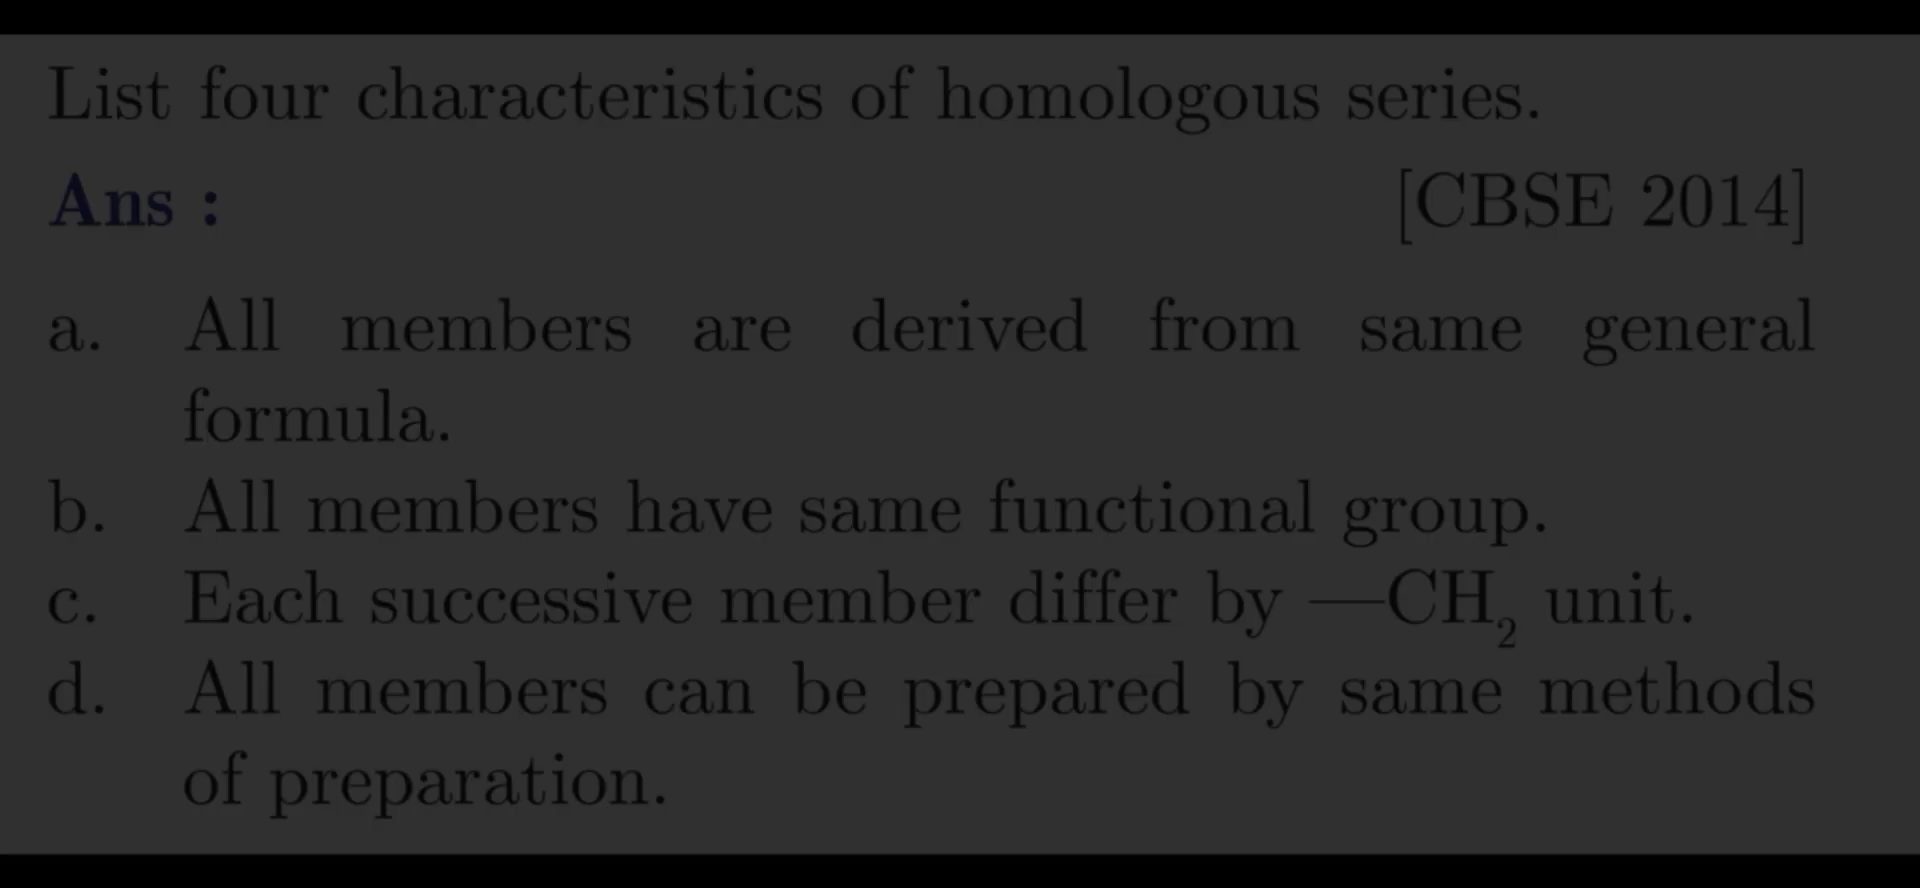 List four characteristics of homologous series.
Ans : [CBSE 2014]
a. All members are derived from same general
formula.
b. All members have same functional group.
c. Each successive member differ by —CH₂ unit.
d. All members can be prepared by same methods
of preparation.